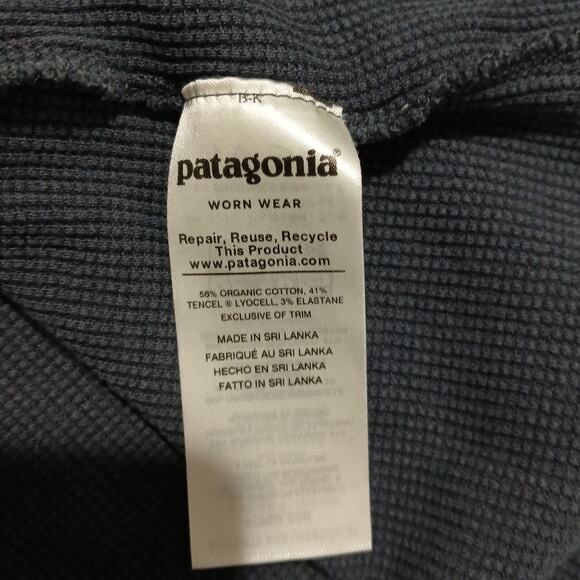 B-K
patagonia®
WORN WEAR
Repair, Reuse, Recycle
This Product
www.patagonia.com
56% ORGANIC COTTON, 41%
TENCEL ® LYOCELL, 3% ELASTANE
EXCLUSIVE OF TRIM
MADE IN SRI LANKA
FABRIQUÉ AU SRI LANKA
HECHO EN SRI LANKA
FATTO IN SRI LANKA